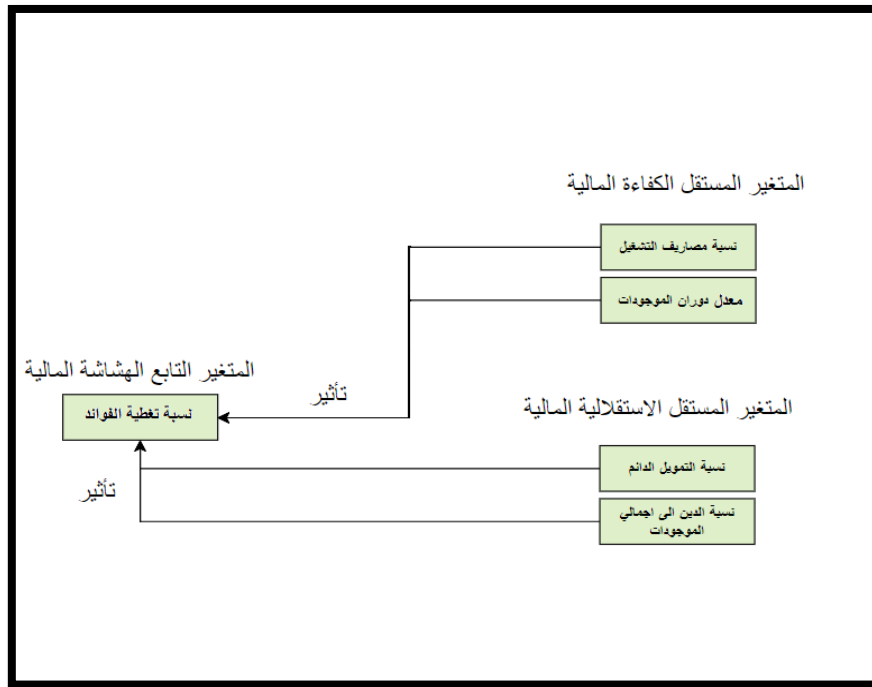 المتغير المستقل الكفاءة المالية
نسبة مصاريف التشغيل
معدل دوران الموجودات
المتغير التابع الهشاشة المالية
نسبة تغطية الفوائد
تأثير
المتغير المستقل الاستقلالية المالية
نسبة التمويل الدائم
تأثير
نسبة الدين الى اجمالي
الموجودات